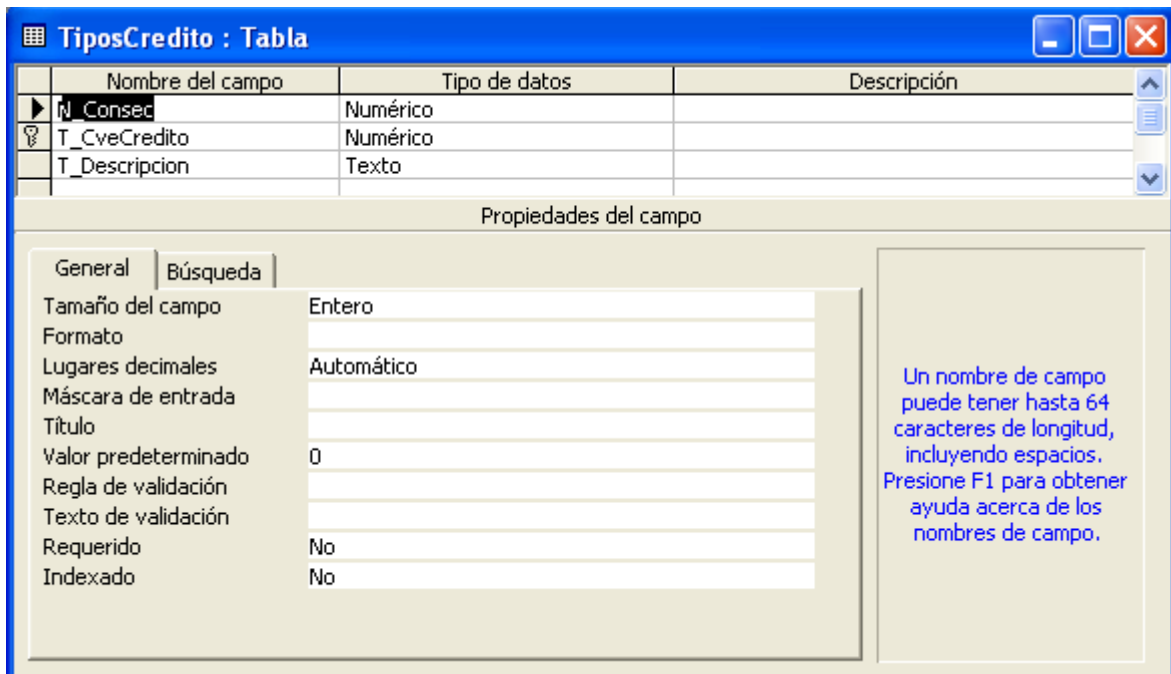 TiposCredito : Tabla
Nombre del campo Tipo de datos Descripción
N_Consec Numérico
T_CveCredito Numérico
T_Descripcion Texto
Propiedades del campo
General Búsqueda
Tamaño del campo Entero
Formato
Lugares decimales Automático
Máscara de entrada
Título
Valor predeterminado 0
Regla de validación
Texto de validación
Requerido No
Indexado No
Un nombre de campo
puede tener hasta 64
caracteres de longitud,
incluyendo espacios.
Presione F1 para obtener
ayuda acerca de los
nombres de campo.